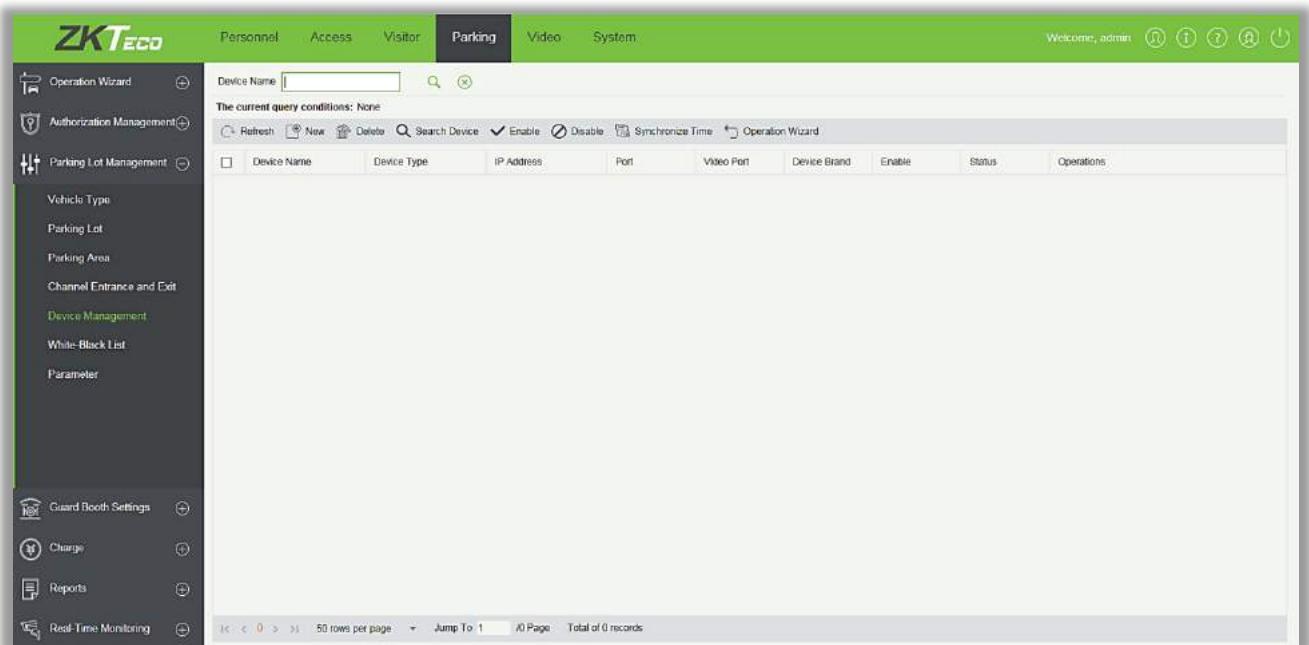 ZKTECO Personnel Access Visitor Parking Video System Welcome, admin
Operation Wizard
Authorization Management
Parking Lot Management
Vehicle Type
Parking Lot
Parking Area
Channel Entrance and Exit
Device Management
White-Black List
Parameter
Guard Booth Settings
Charge
Reports
Real-Time Monitoring
Device Name
The current query conditions: None
Refresh New Delete Search Device Enable Disable Synchronize Time Operation Wizard
Device Name Device Type IP Address Port Video Port Device Brand Enable Status Operations
0 50 rows per page Jump To 1 /0 Page Total of 0 records